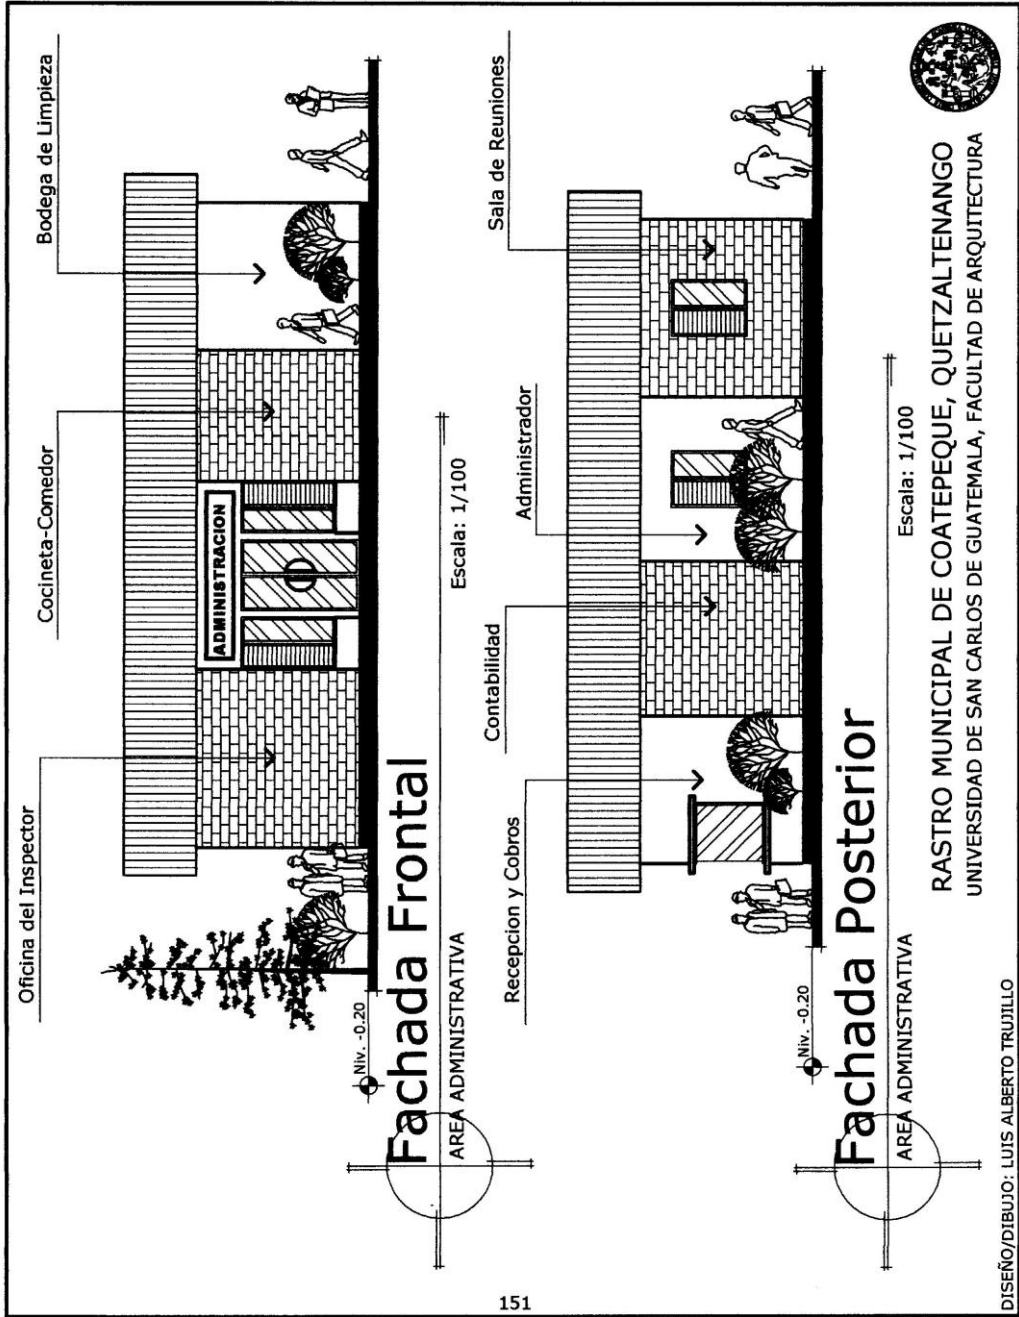 Oficina del Inspector
Cocineta-Comedor
Bodega de Limpieza
ADMINISTRACION
Niv. -0.20
Fachada Frontal
AREA ADMINISTRATIVA
Escala: 1/100
Recepcion y Cobros
Contabilidad
Administrador
Sala de Reuniones
Niv. -0.20
Fachada Posterior
AREA ADMINISTRATIVA
Escala: 1/100
RASTRO MUNICIPAL DE COATEPEQUE, QUETZALTENANGO
UNIVERSIDAD DE SAN CARLOS DE GUATEMALA, FACULTAD DE ARQUITECTURA
DISEÑO/DIBUJO: LUIS ALBERTO TRUJILLO
151